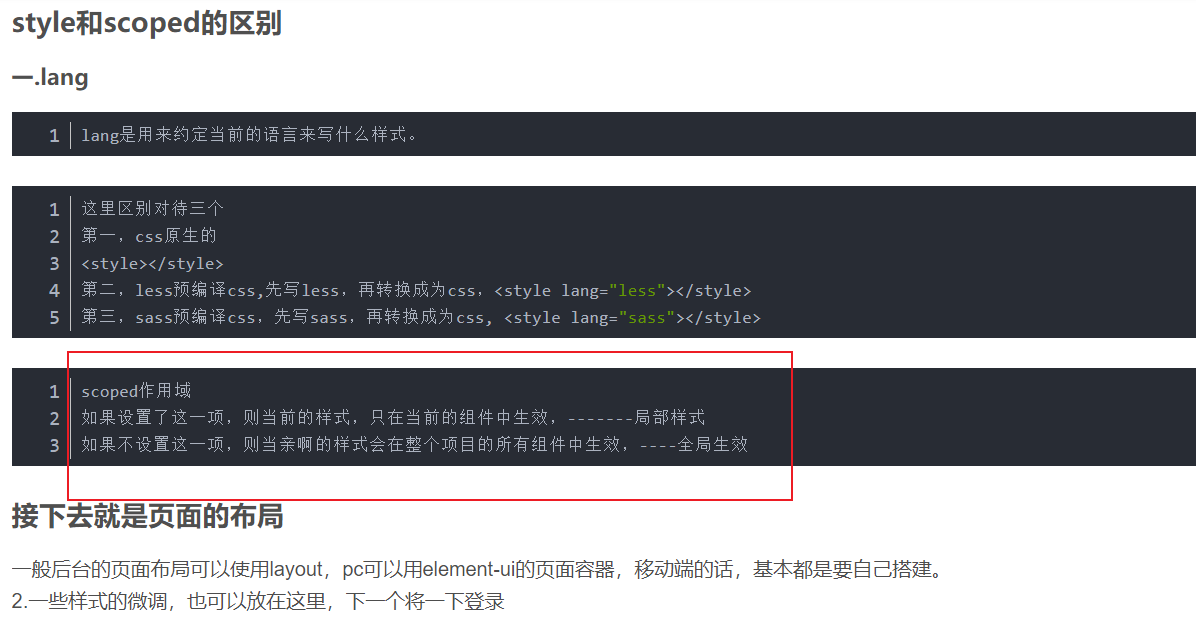 style和scoped的区别
一.lang
1 lang是用来约定当前的语言来写什么样式。
1 这里区别对待三个
2 第一，css原生的
3 <style></style>
4 第二，less预编译css,先写less，再转换成为css，<style lang="less"></style>
5 第三，sass预编译css，先写sass，再转换成为css, <style lang="sass"></style>
1 scoped作用域
2 如果设置了这一项，则当前的样式，只在当前的组件中生效，-------局部样式
3 如果不设置这一项，则当亲啊的样式会在整个项目的所有组件中生效，----全局生效
接下去就是页面的布局
一般后台的页面布局可以使用layout，pc可以用element-ui的页面容器，移动端的话，基本都是要自己搭建。
2.一些样式的微调，也可以放在这里，下一个将一下登录